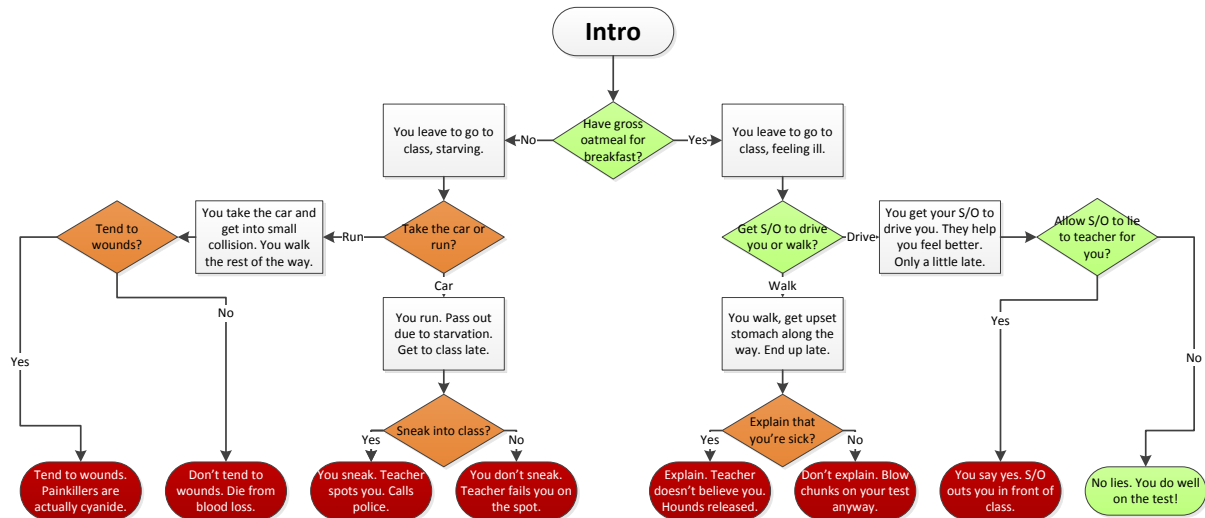 Intro
Have gross
oatmeal for
breakfast?
No
Yes
You leave to go to
class, starving.
You leave to go to
class, feeling ill.
Tend to
wounds?
You take the car and
get into small
collision. You walk
the rest of the way.
Run
Take the car or
run?
Get S/O to drive
you or walk?
Drive
You get your S/O to
drive you. They help
you feel better.
Only a little late.
Allow S/O to lie
to teacher for
you?
Car
Walk
No
Yes
You run. Pass out
due to starvation.
Get to class late.
You walk, get upset
stomach along the
way. End up late.
Yes
No
Yes
Sneak into class?
No
Yes
Explain that
you're sick?
No
Tend to wounds.
Painkillers are
actually cyanide.
Don't tend to
wounds. Die from
blood loss.
You sneak. Teacher
spots you. Calls
police.
You don't sneak.
Teacher fails you on
the spot.
Explain. Teacher
doesn't believe you.
Hounds released.
Don't explain. Blow
chunks on your test
anyway.
You say yes. S/O
outs you in front of
class.
No lies. You do well
on the test!